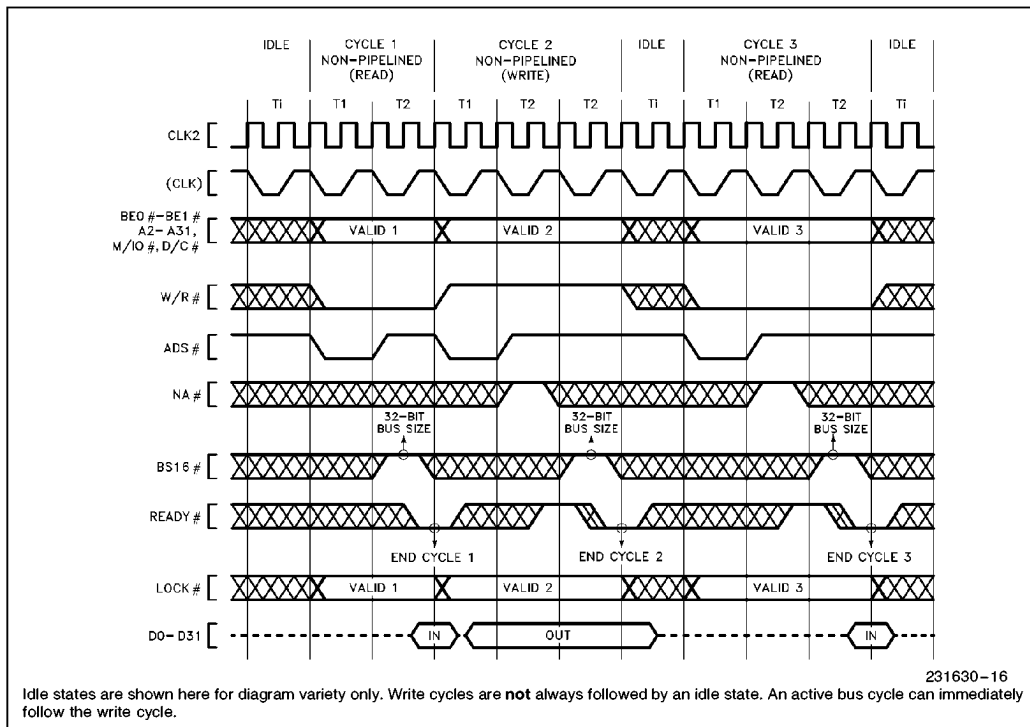 IDLE CYCLE 1 CYCLE 2 IDLE CYCLE 3 IDLE
NON-PIPELINED NON-PIPELINED NON-PIPELINED
(READ) (WRITE) (READ)
Ti T1 T2 T1 T2 T2 Ti T1 T2 T2 Ti
CLK2
(CLK)
BE0 #-BE1 #
A2-A31,
M/IO #, D/C #
VALID 1 VALID 2 VALID 3
W/R #
ADS #
NA #
32-BIT 32-BIT 32-BIT
BUS SIZE BUS SIZE BUS SIZE
BS16 #
READY #
END CYCLE 1 END CYCLE 2 END CYCLE 3
LOCK #
VALID 1 VALID 2 VALID 3
D0-D31
IN OUT IN
231630-16
Idle states are shown here for diagram variety only. Write cycles are not always followed by an idle state. An active bus cycle can immediately
follow the write cycle.